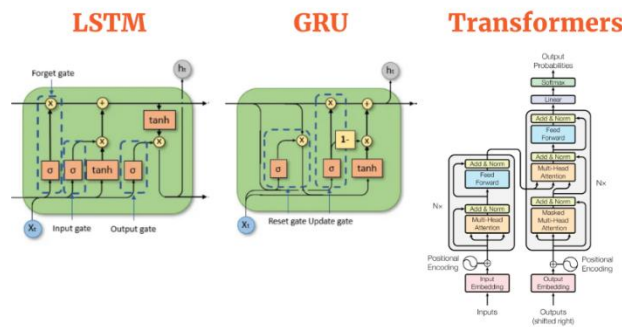 LSTM
GRU
Transformers
Forget gate
hₜ
×
+
tanh
×
×
σ
σ
tanh
σ
Xₜ
Input gate
Output gate
hₜ
×
+
1-
×
×
σ
σ
tanh
Xₜ
Reset gate
Update gate
Output
Probabilities
Softmax
Linear
Add & Norm
Feed
Forward
Add & Norm
Multi-Head
Attention
Add & Norm
Masked
Multi-Head
Attention
Nx
Add & Norm
Feed
Forward
Nx
Add & Norm
Multi-Head
Attention
Positional
Encoding
Positional
Encoding
Input
Embedding
Output
Embedding
Inputs
Outputs
(shifted right)